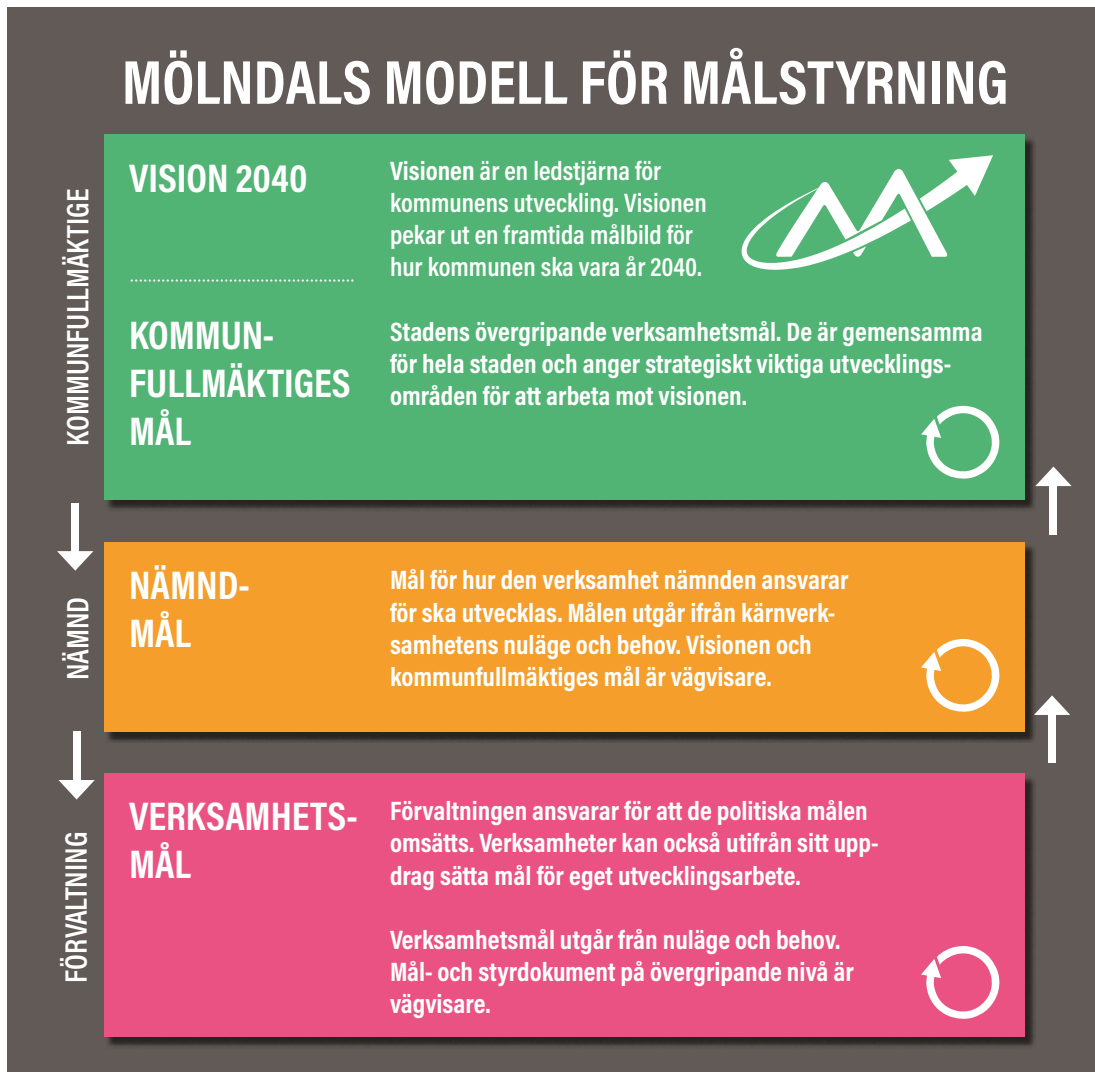 MÖLNDALS MODELL FÖR MÅLSTYRNING
KOMMUNFULLMÄKTIGE
VISION 2040
Visionen är en ledstjärna för
kommunens utveckling. Visionen
pekar ut en framtida målbild för
hur kommunen ska vara år 2040.
KOMMUN-
FULLMÄKTIGES
MÅL
Stadens övergripande verksamhetsmål. De är gemensamma
för hela staden och anger strategiskt viktiga utvecklings-
områden för att arbeta mot visionen.
NÄMND
NÄMND-
MÅL
Mål för hur den verksamhet nämnden ansvarar
för ska utvecklas. Målen utgår ifrån kärnverk-
samhetens nuläge och behov. Visionen och
kommunfullmäktiges mål är vägvisare.
FÖRVALTNING
VERKSAMHETS-
MÅL
Förvaltningen ansvarar för att de politiska målen
omsätts. Verksamheter kan också utifrån sitt upp-
drag sätta mål för eget utvecklingsarbete.
Verksamhetsmål utgår från nuläge och behov.
Mål- och styrdokument på övergripande nivå är
vägvisare.